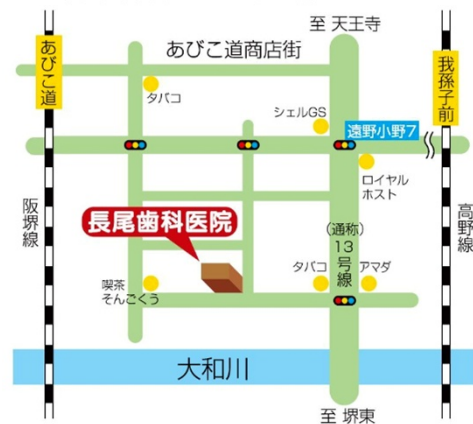 至 天王寺
あびこ道
あびこ道商店街
我孫子前
タバコ
シェルGS
遠野小野7
ロイヤル
ホスト
阪堺線
高野線
長尾歯科医院
(通称)
13号線
喫茶
そんごくう
タバコ
アマダ
大和川
至 堺東